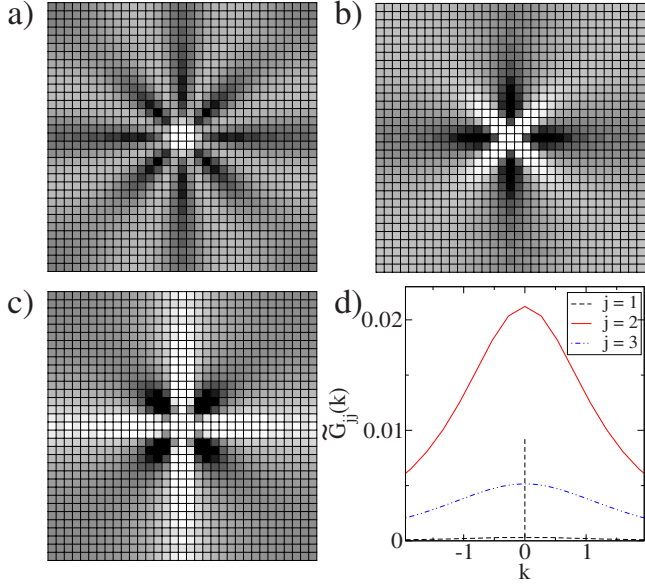 a)
b)
c)
d)
0.02
0.01
0
G̃jj(k)
j = 1
j = 2
j = 3
-1
0
1
k